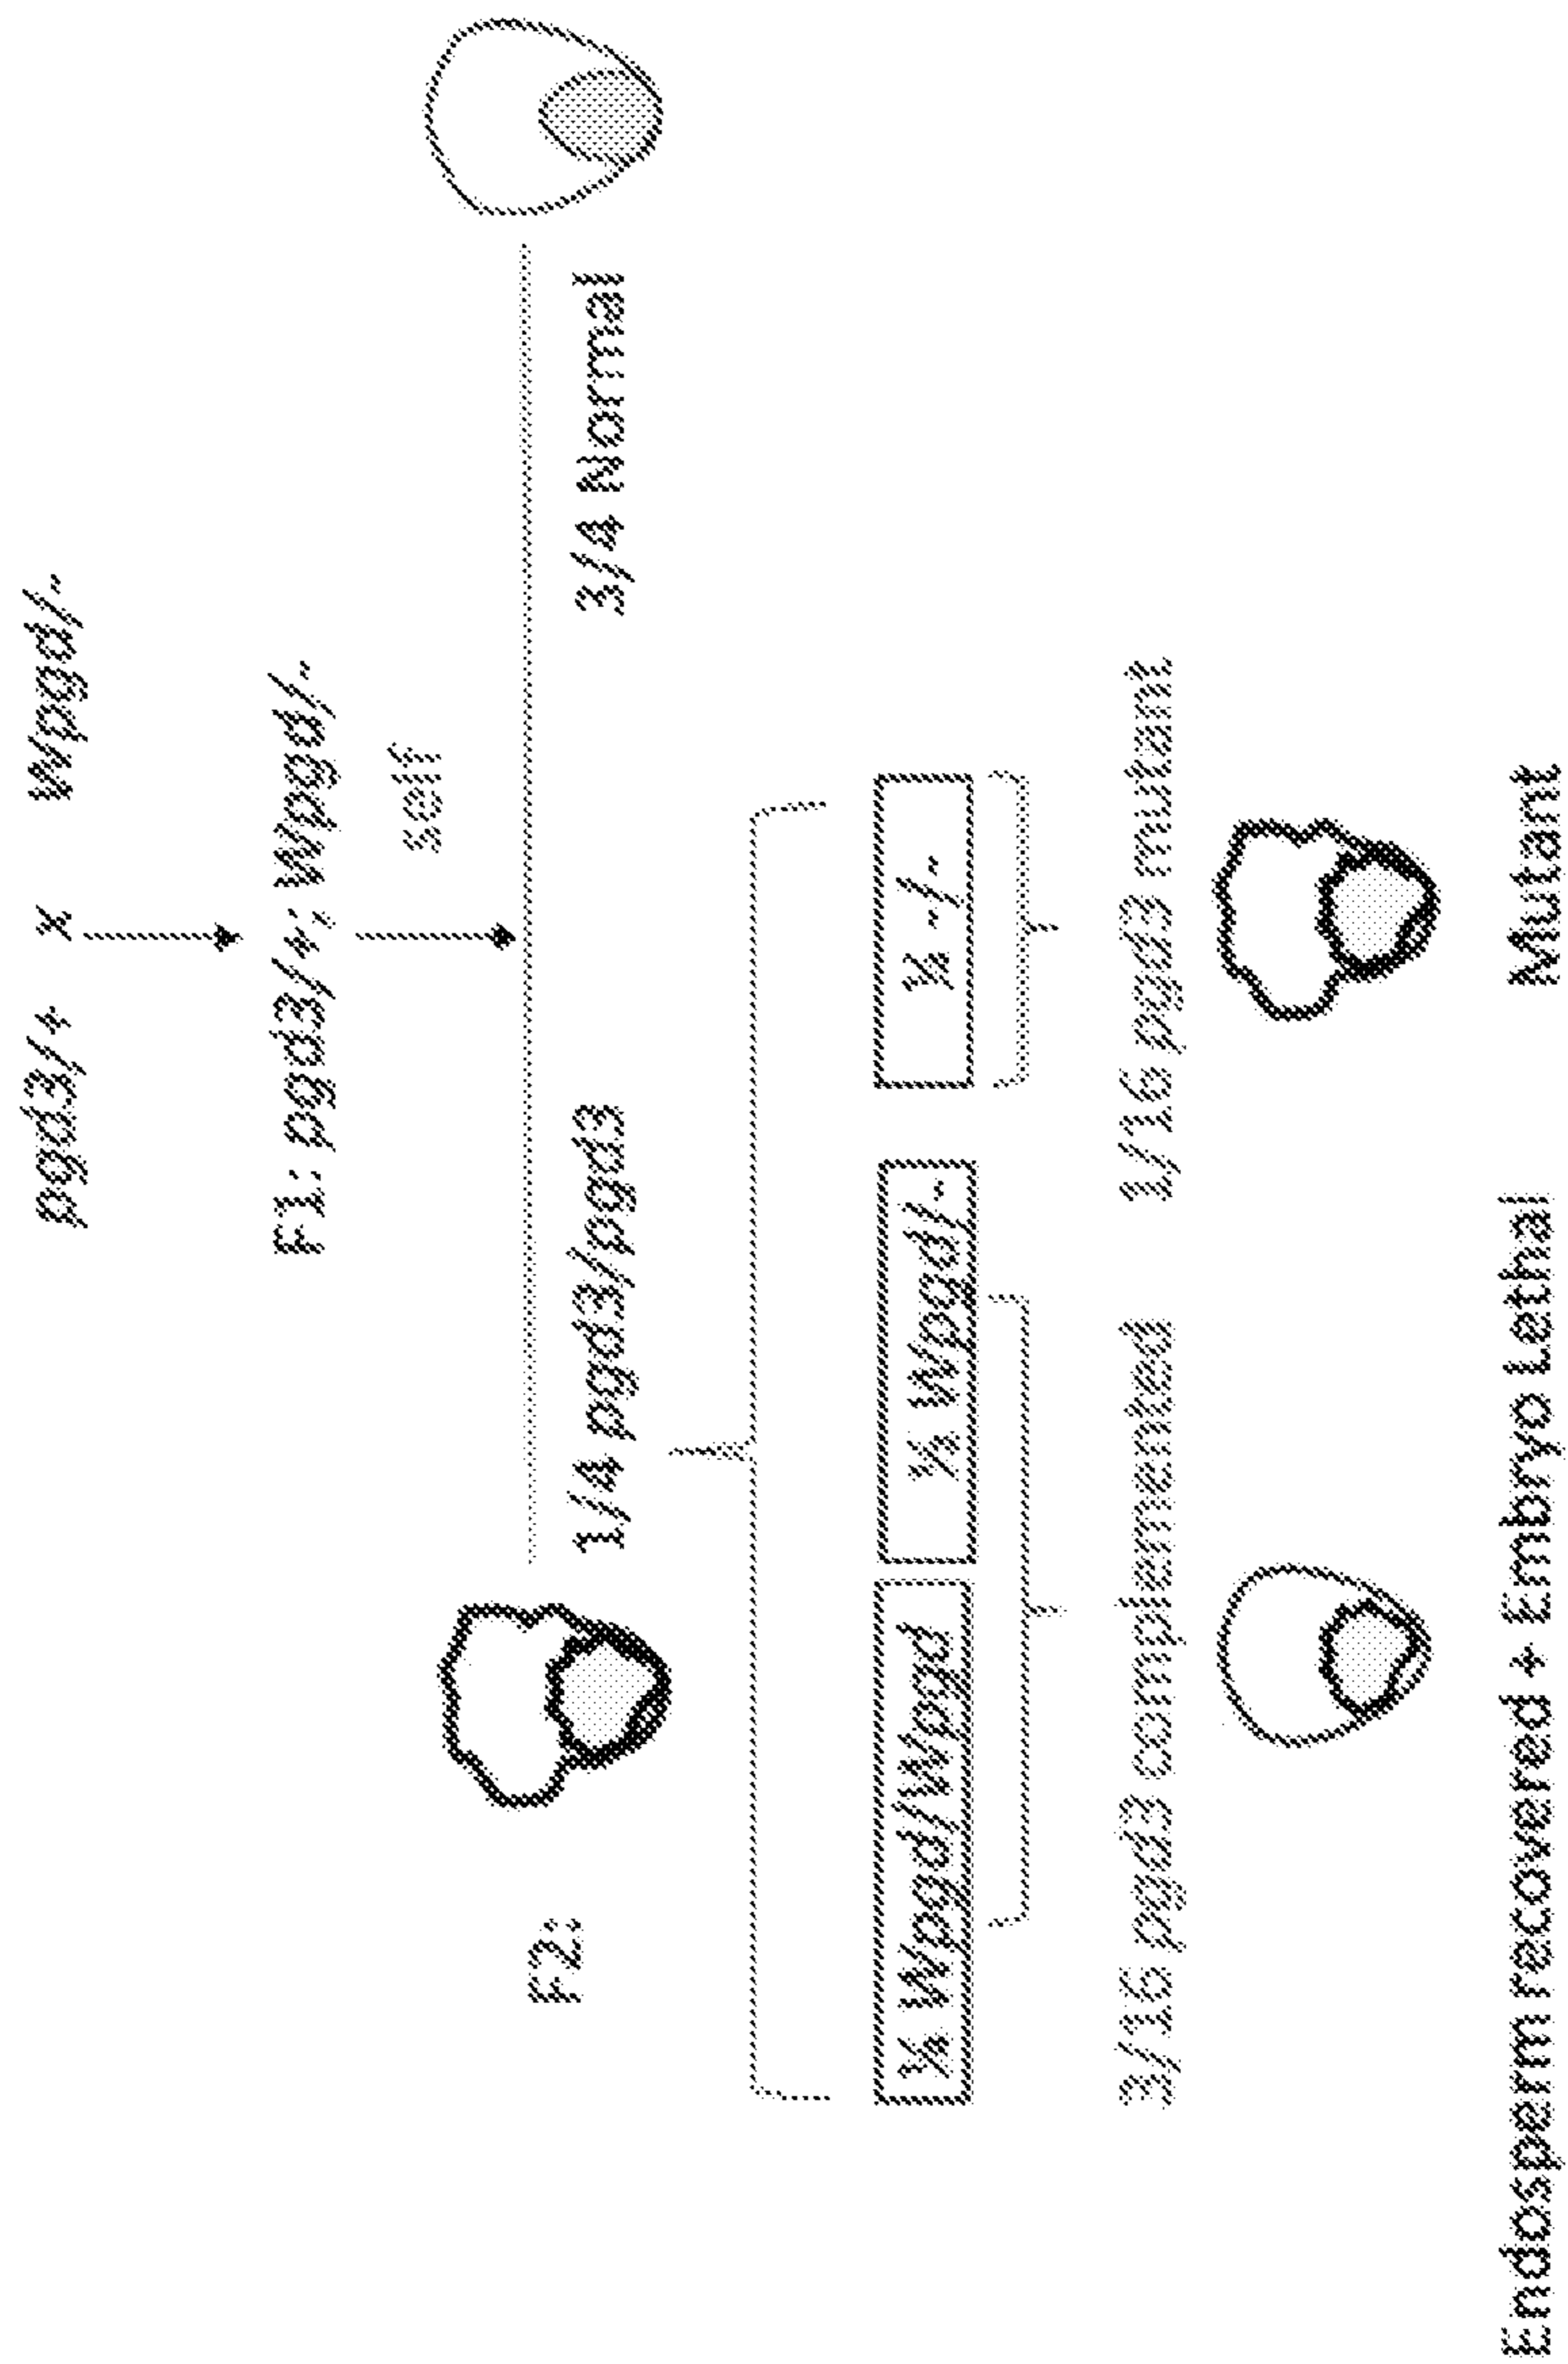 pgd3/+ x Wpgd/-
F1: pgd3/+; Wpgd/-
self
F2:
1/4 pgd3/pgd3
3/4 Normal
¼ Wpgd/Wpgd
½ Wpgd/-
¼ -/-
3/16 pgd3 complemented
1/16 pgd3 mutant
Endosperm recovered + Embryo Lethal
Mutant